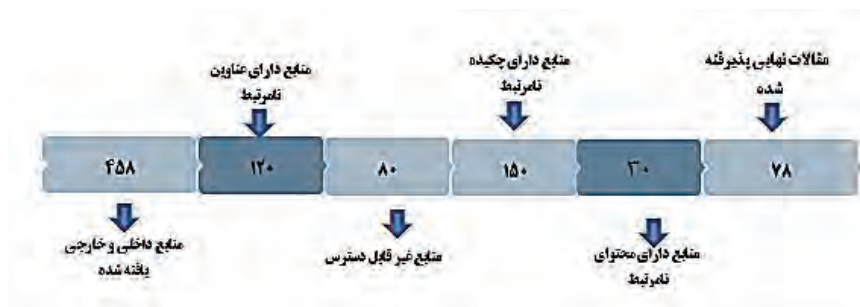 منابع دارای عناوین
نامرتبط
منابع دارای چکیده
نامرتبط
مقالات نهایی پذیرفته
شده
۴۵۸
۱۲۰
۸۰
۱۵۰
۳۰
۷۸
منابع داخلی و خارجی
یافته شده
منابع غیر قابل دسترس
منابع دارای محتوای
نامرتبط